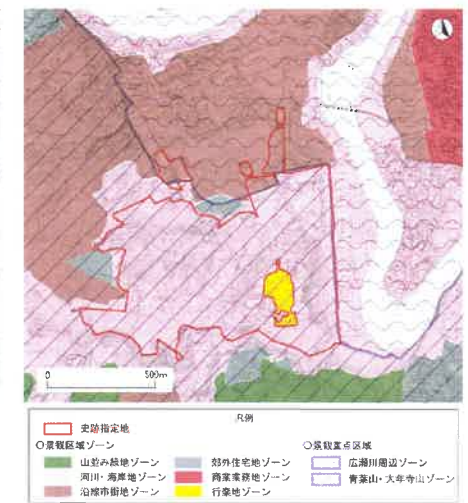 0 500m
凡例
史跡指定地
○景観区域ゾーン
山並み緑地ゾーン
河川・海岸地ゾーン
沿線市街地ゾーン
郊外住宅地ゾーン
商業業務地ゾーン
行楽地ゾーン
○景観重点区域
広瀬川周辺ゾーン
青葉山・大年寺山ゾーン